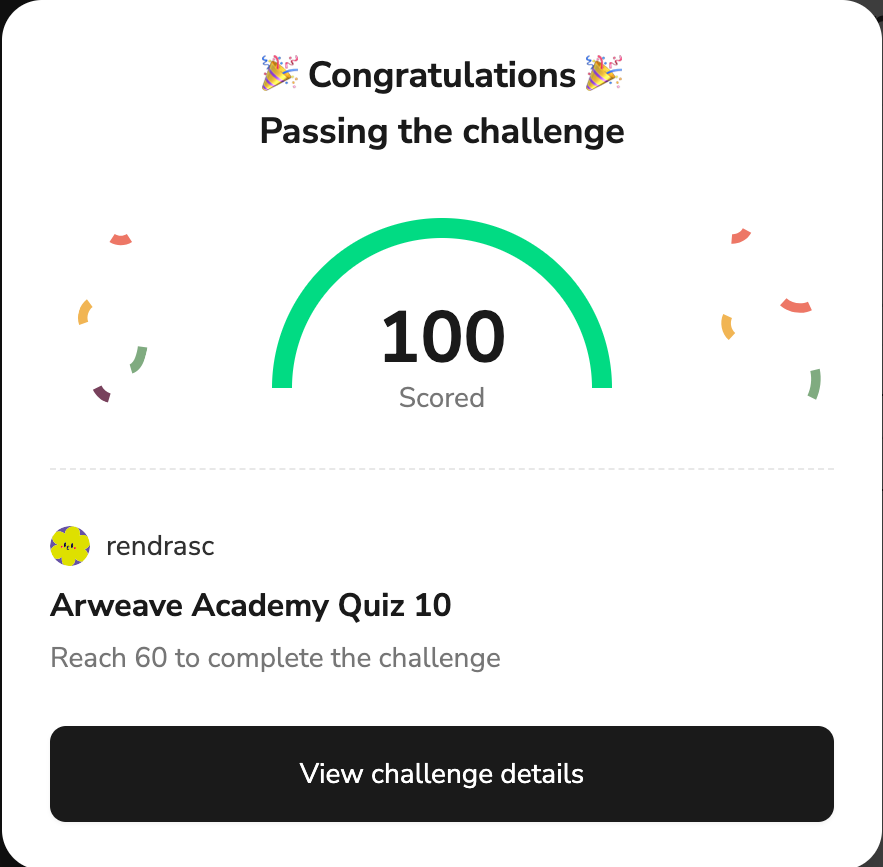 🎉 Congratulations 🎉
Passing the challenge
100
Scored
rendrasc
Arweave Academy Quiz 10
Reach 60 to complete the challenge
View challenge details